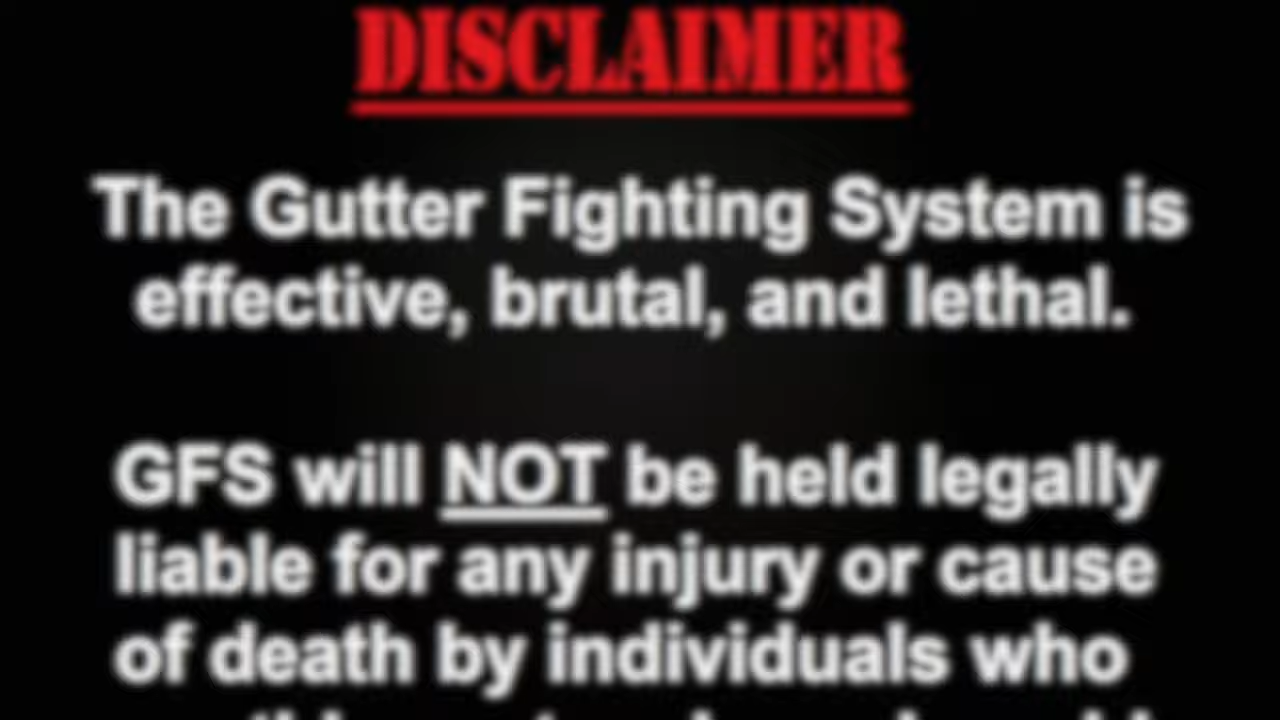 DISCLAIMER
The Gutter Fighting System is
effective, brutal, and lethal.
GFS will NOT be held legally
liable for any injury or cause
of death by individuals who